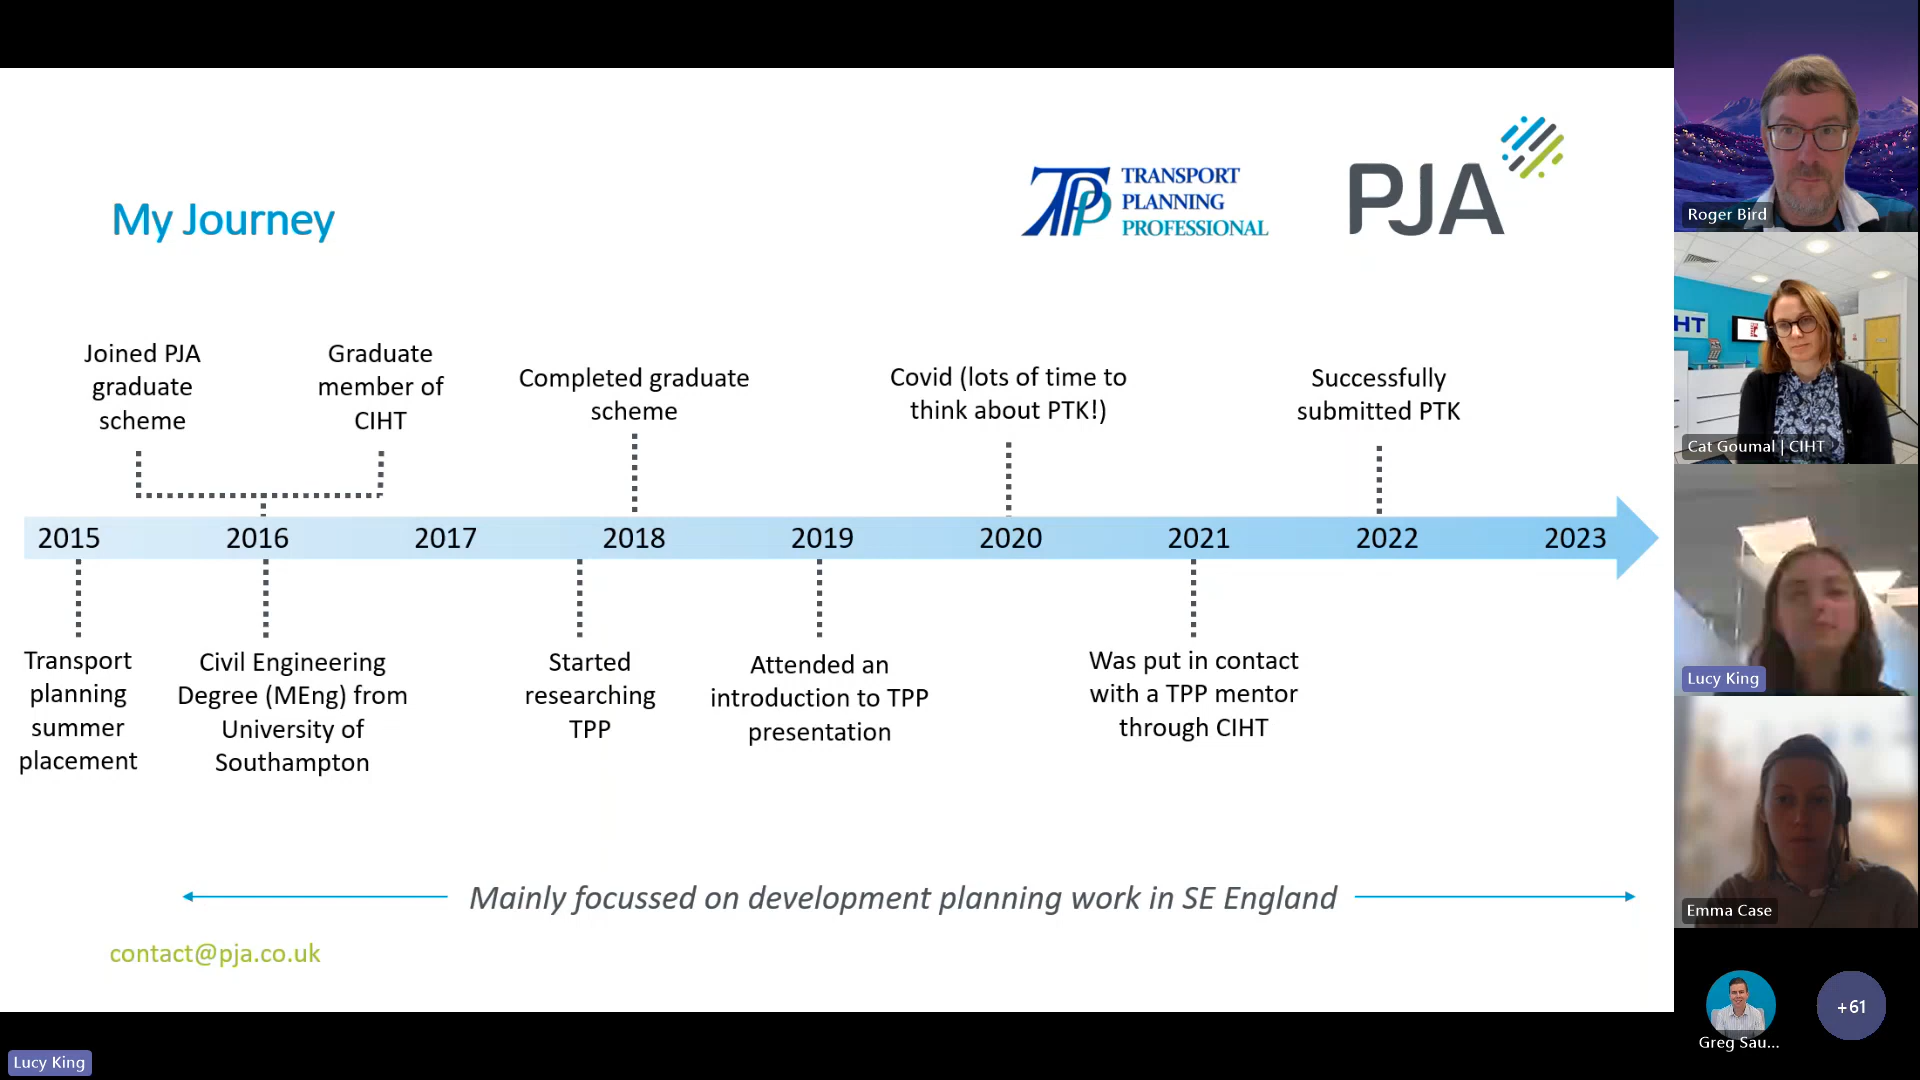 My Journey
TPP
TRANSPORT
PLANNING
PROFESSIONAL
PJA
Joined PJA
graduate
scheme
Graduate
member of
CIHT
Completed graduate
scheme
Covid (lots of time to
think about PTK!)
Successfully
submitted PTK
2015 2016 2017 2018 2019 2020 2021 2022 2023
Transport
planning
summer
placement
Civil Engineering
Degree (MEng) from
University of
Southampton
Started
researching
TPP
Attended an
introduction to TPP
presentation
Was put in contact
with a TPP mentor
through CIHT
Mainly focussed on development planning work in SE England
contact@pja.co.uk
Lucy King
Roger Bird
HT
Cat Goumal | CIHT
Lucy King
Emma Case
Greg Sau...
+61